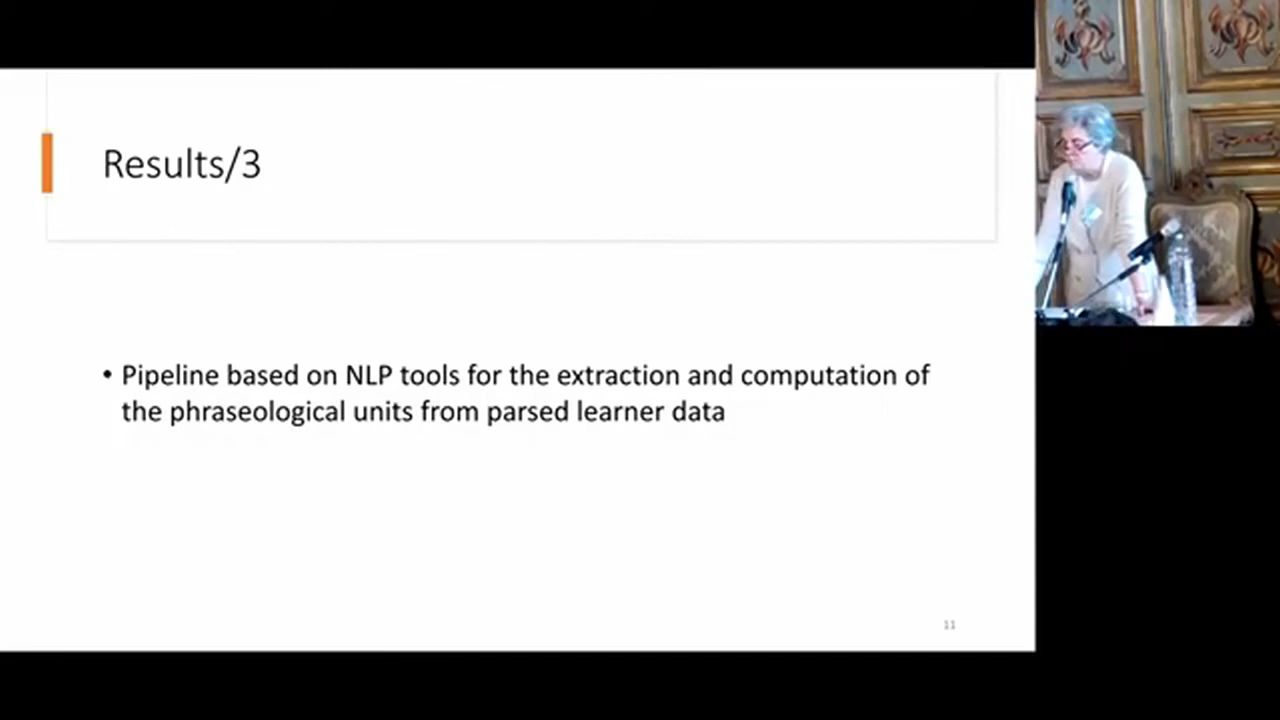 Results/3
• Pipeline based on NLP tools for the extraction and computation of
the phraseological units from parsed learner data
11